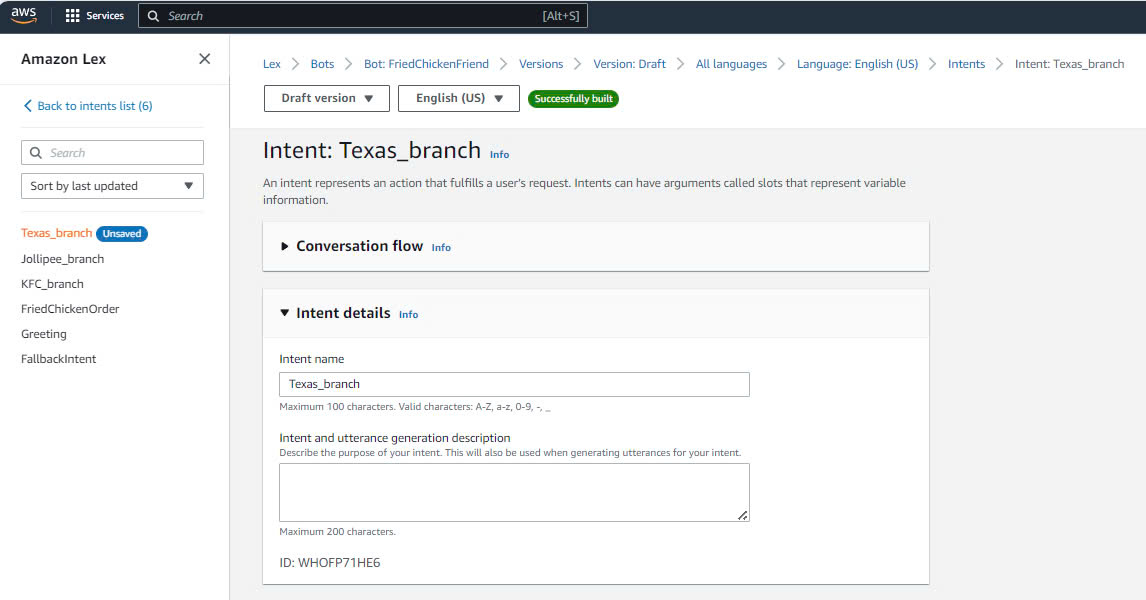 aws
Services
Search [Alt+S]
Amazon Lex
Back to intents list (6)
Search
Sort by last updated
Texas_branch Unsaved
Jollipee_branch
KFC_branch
FriedChickenOrder
Greeting
FallbackIntent
Lex Bots Bot: FriedChickenFriend Versions Version: Draft All languages Language: English (US) Intents Intent: Texas_branch
Draft version English (US) Successfully built
Intent: Texas_branch Info
An intent represents an action that fulfills a user's request. Intents can have arguments called slots that represent variable
information.
Conversation flow Info
Intent details Info
Intent name
Texas_branch
Maximum 100 characters. Valid characters: A-Z, a-z, 0-9, -, _
Intent and utterance generation description
Describe the purpose of your intent. This will also be used when generating utterances for your intent.
Maximum 200 characters.
ID: WHOFP71HE6